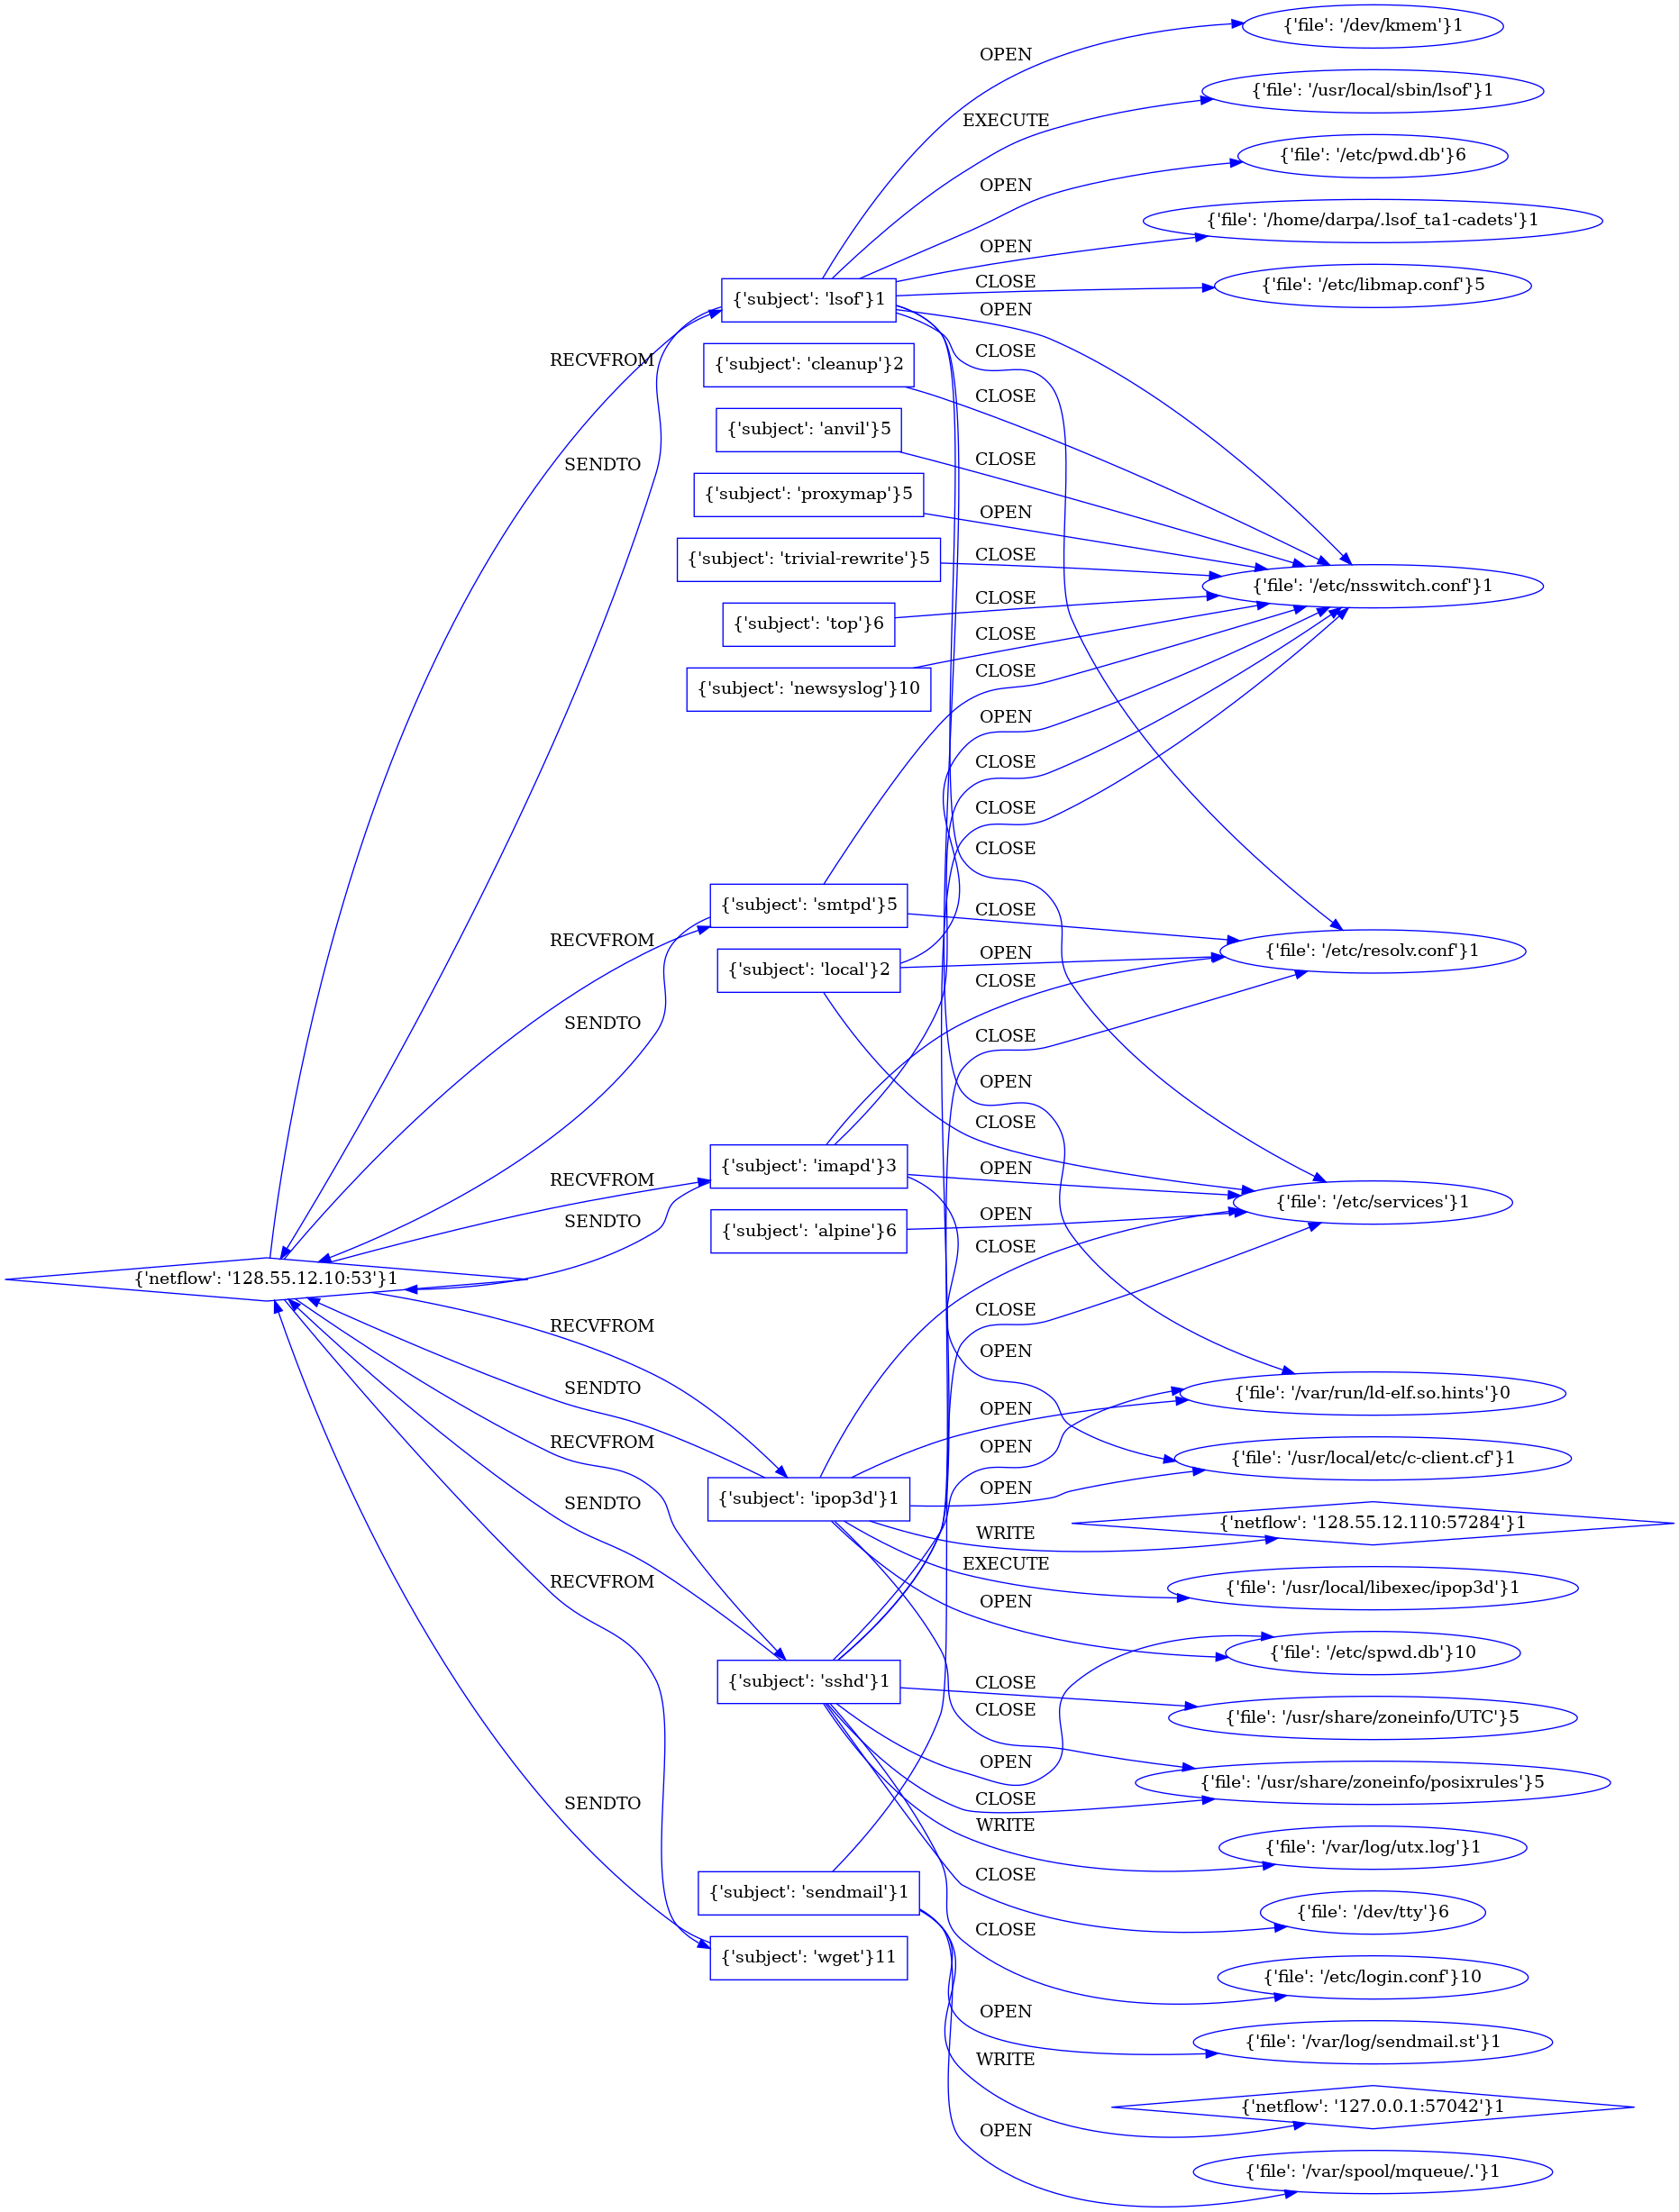 {'file': '/dev/kmem'}1
OPEN
{'file': '/usr/local/sbin/lsof'}1
EXECUTE
{'file': '/etc/pwd.db'}6
OPEN
{'file': '/home/darpa/.lsof_ta1-cadets'}1
OPEN
CLOSE
{'file': '/etc/libmap.conf'}5
{'subject': 'lsof'}1
OPEN
CLOSE
RECVFROM
{'subject': 'cleanup'}2
CLOSE
{'subject': 'anvil'}5
CLOSE
SENDTO
{'subject': 'proxymap'}5
OPEN
{'subject': 'trivial-rewrite'}5
CLOSE
{'file': '/etc/nsswitch.conf'}1
CLOSE
{'subject': 'top'}6
CLOSE
CLOSE
{'subject': 'newsyslog'}10
OPEN
CLOSE
CLOSE
CLOSE
{'subject': 'smtpd'}5
CLOSE
RECVFROM
{'file': '/etc/resolv.conf'}1
OPEN
{'subject': 'local'}2
CLOSE
SENDTO
CLOSE
OPEN
CLOSE
{'subject': 'imapd'}3
OPEN
RECVFROM
{'file': '/etc/services'}1
SENDTO
OPEN
{'subject': 'alpine'}6
CLOSE
{'netflow': '128.55.12.10:53'}1
CLOSE
RECVFROM
OPEN
SENDTO
{'file': '/var/run/ld-elf.so.hints'}0
OPEN
RECVFROM
OPEN
{'file': '/usr/local/etc/c-client.cf'}1
OPEN
{'subject': 'ipop3d'}1
SENDTO
{'netflow': '128.55.12.110:57284'}1
WRITE
EXECUTE
RECVFROM
{'file': '/usr/local/libexec/ipop3d'}1
OPEN
{'file': '/etc/spwd.db'}10
{'subject': 'sshd'}1
CLOSE
CLOSE
{'file': '/usr/share/zoneinfo/UTC'}5
OPEN
{'file': '/usr/share/zoneinfo/posixrules'}5
CLOSE
SENDTO
WRITE
{'file': '/var/log/utx.log'}1
CLOSE
{'subject': 'sendmail'}1
{'file': '/dev/tty'}6
CLOSE
{'subject': 'wget'}11
{'file': '/etc/login.conf'}10
OPEN
{'file': '/var/log/sendmail.st'}1
WRITE
{'netflow': '127.0.0.1:57042'}1
OPEN
{'file': '/var/spool/mqueue/.'}1